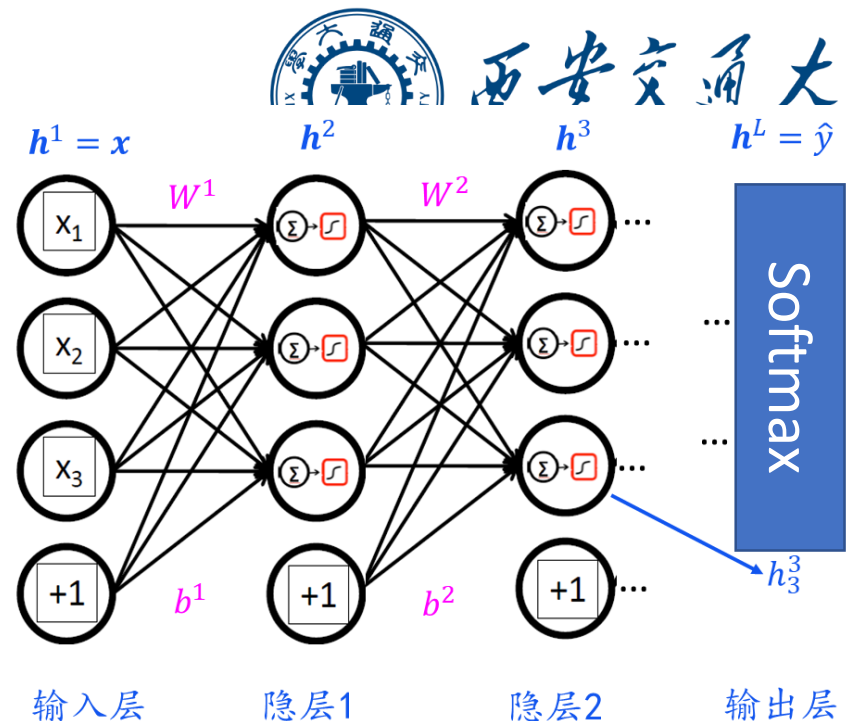 西安交通大
h¹ = x h² h³ h^L = ŷ
W¹ W²
x₁ Σ Σ ...
Softmax
x₂ Σ ... Σ ...
x₃ Σ Σ ... ...
+1 b¹ +1 b² +1 ... h₃³
输入层 隐层1 隐层2 输出层